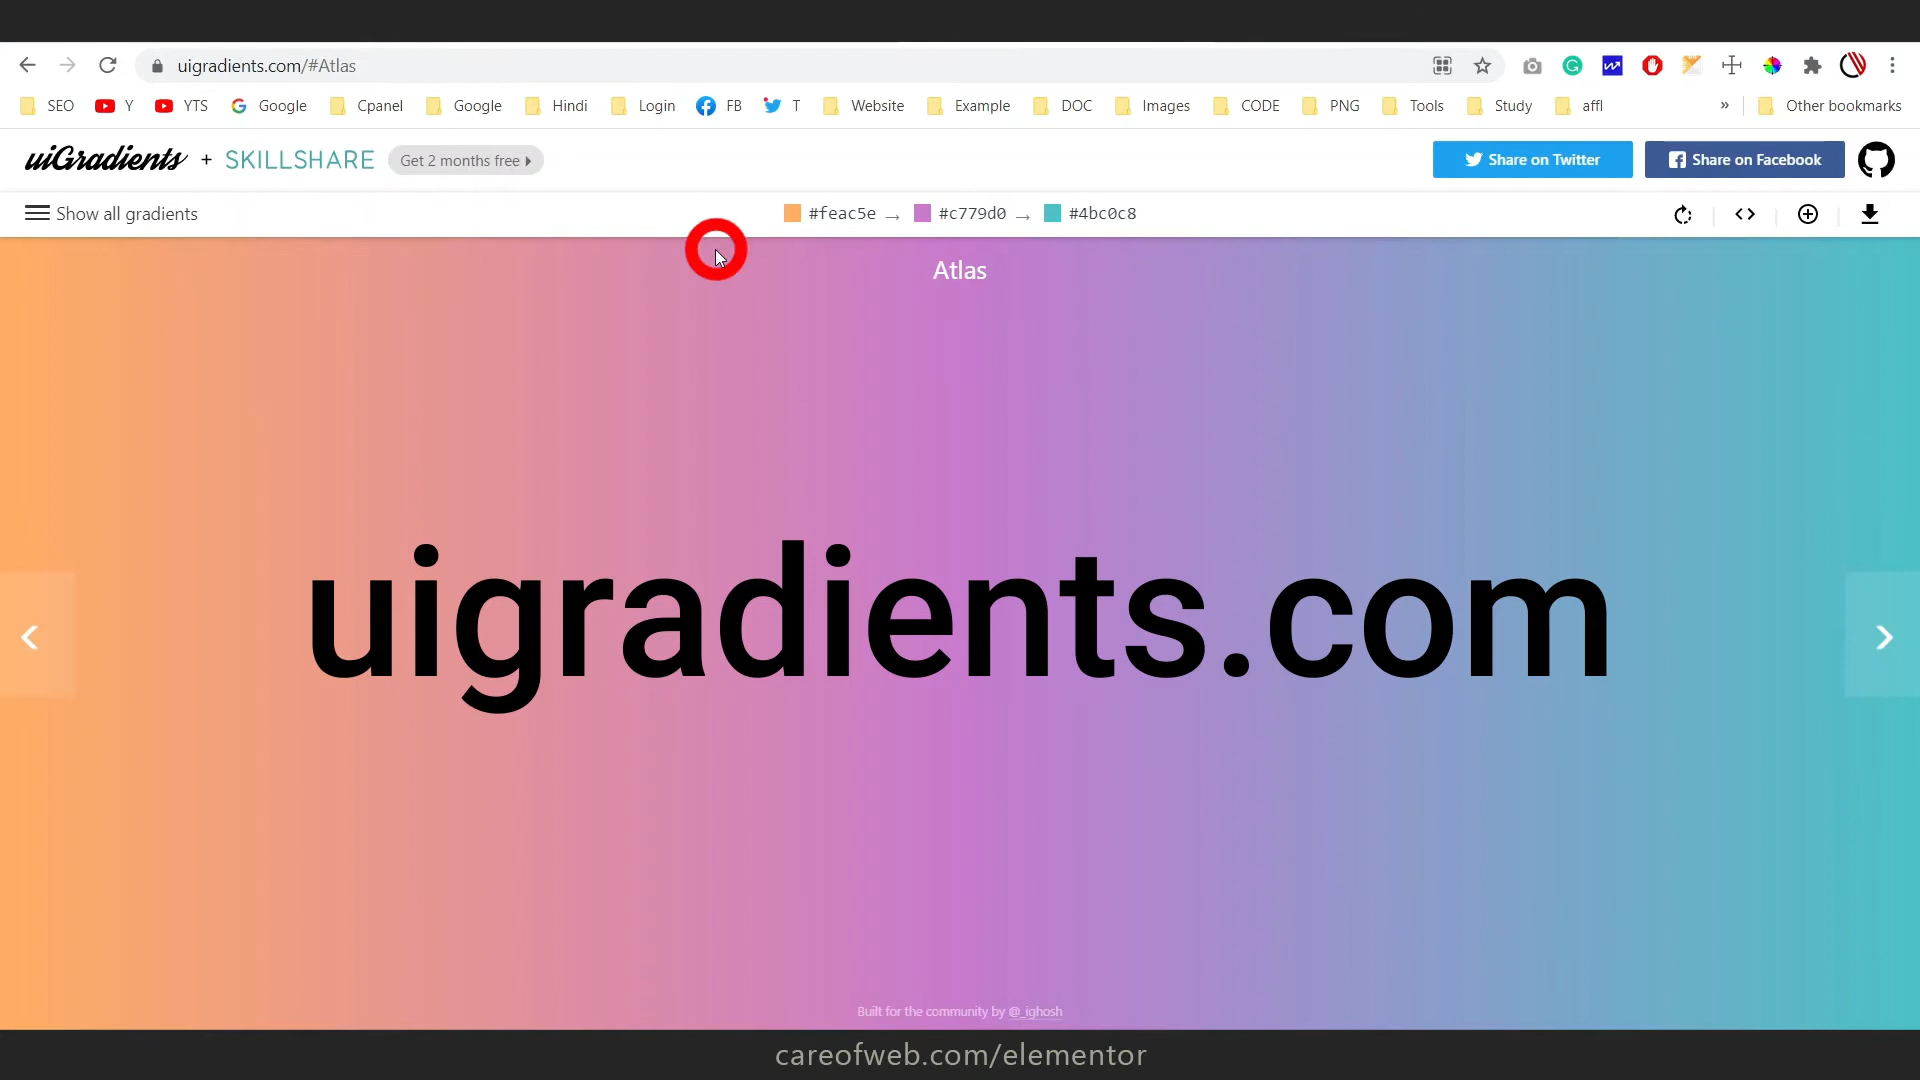 uigradients.com/#Atlas
SEO Y YTS Google Cpanel Google Hindi Login FB T Website Example DOC Images CODE PNG Tools Study affl » Other bookmarks
uiGradients + SKILLSHARE Get 2 months free Share on Twitter Share on Facebook
Show all gradients #feac5e → #c779d0 → #4bc0c8
Atlas
uigradients.com
Built for the community by @_ighosh
careofweb.com/elementor